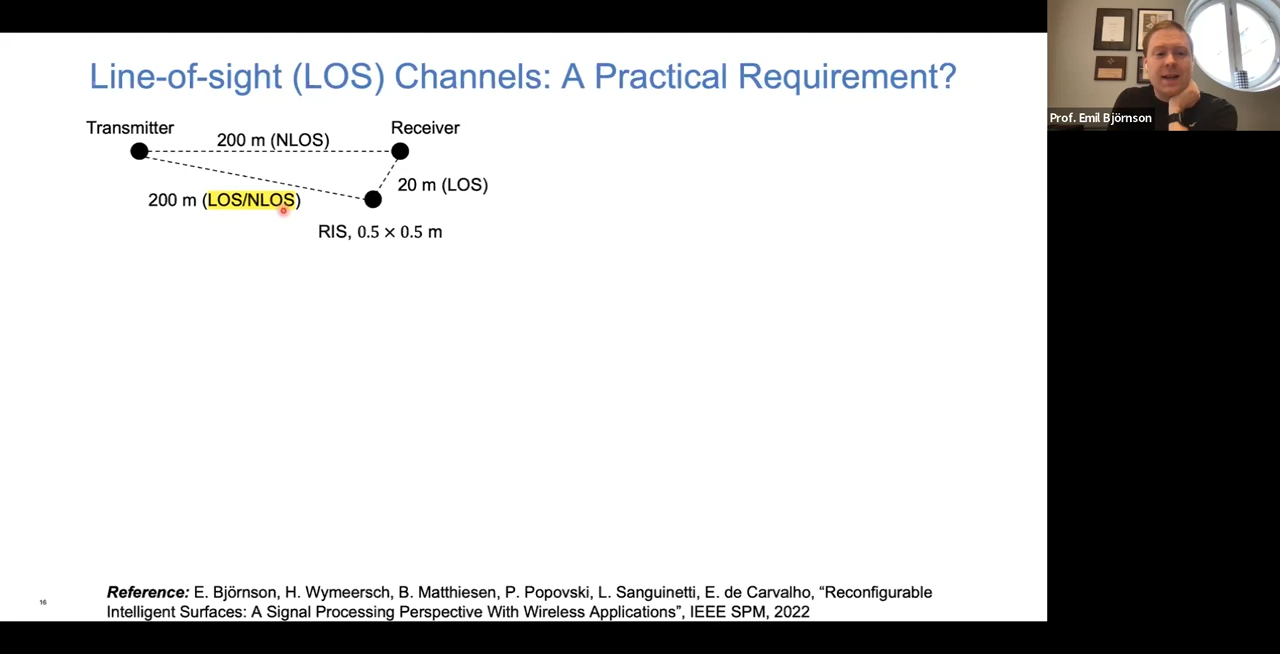 Line-of-sight (LOS) Channels: A Practical Requirement?
Transmitter
200 m (NLOS)
Receiver
20 m (LOS)
200 m (LOS/NLOS)
RIS, 0.5 × 0.5 m
Reference: E. Björnson, H. Wymeersch, B. Matthiesen, P. Popovski, L. Sanguinetti, E. de Carvalho, “Reconfigurable
Intelligent Surfaces: A Signal Processing Perspective With Wireless Applications”, IEEE SPM, 2022
16
Prof. Emil Björnson